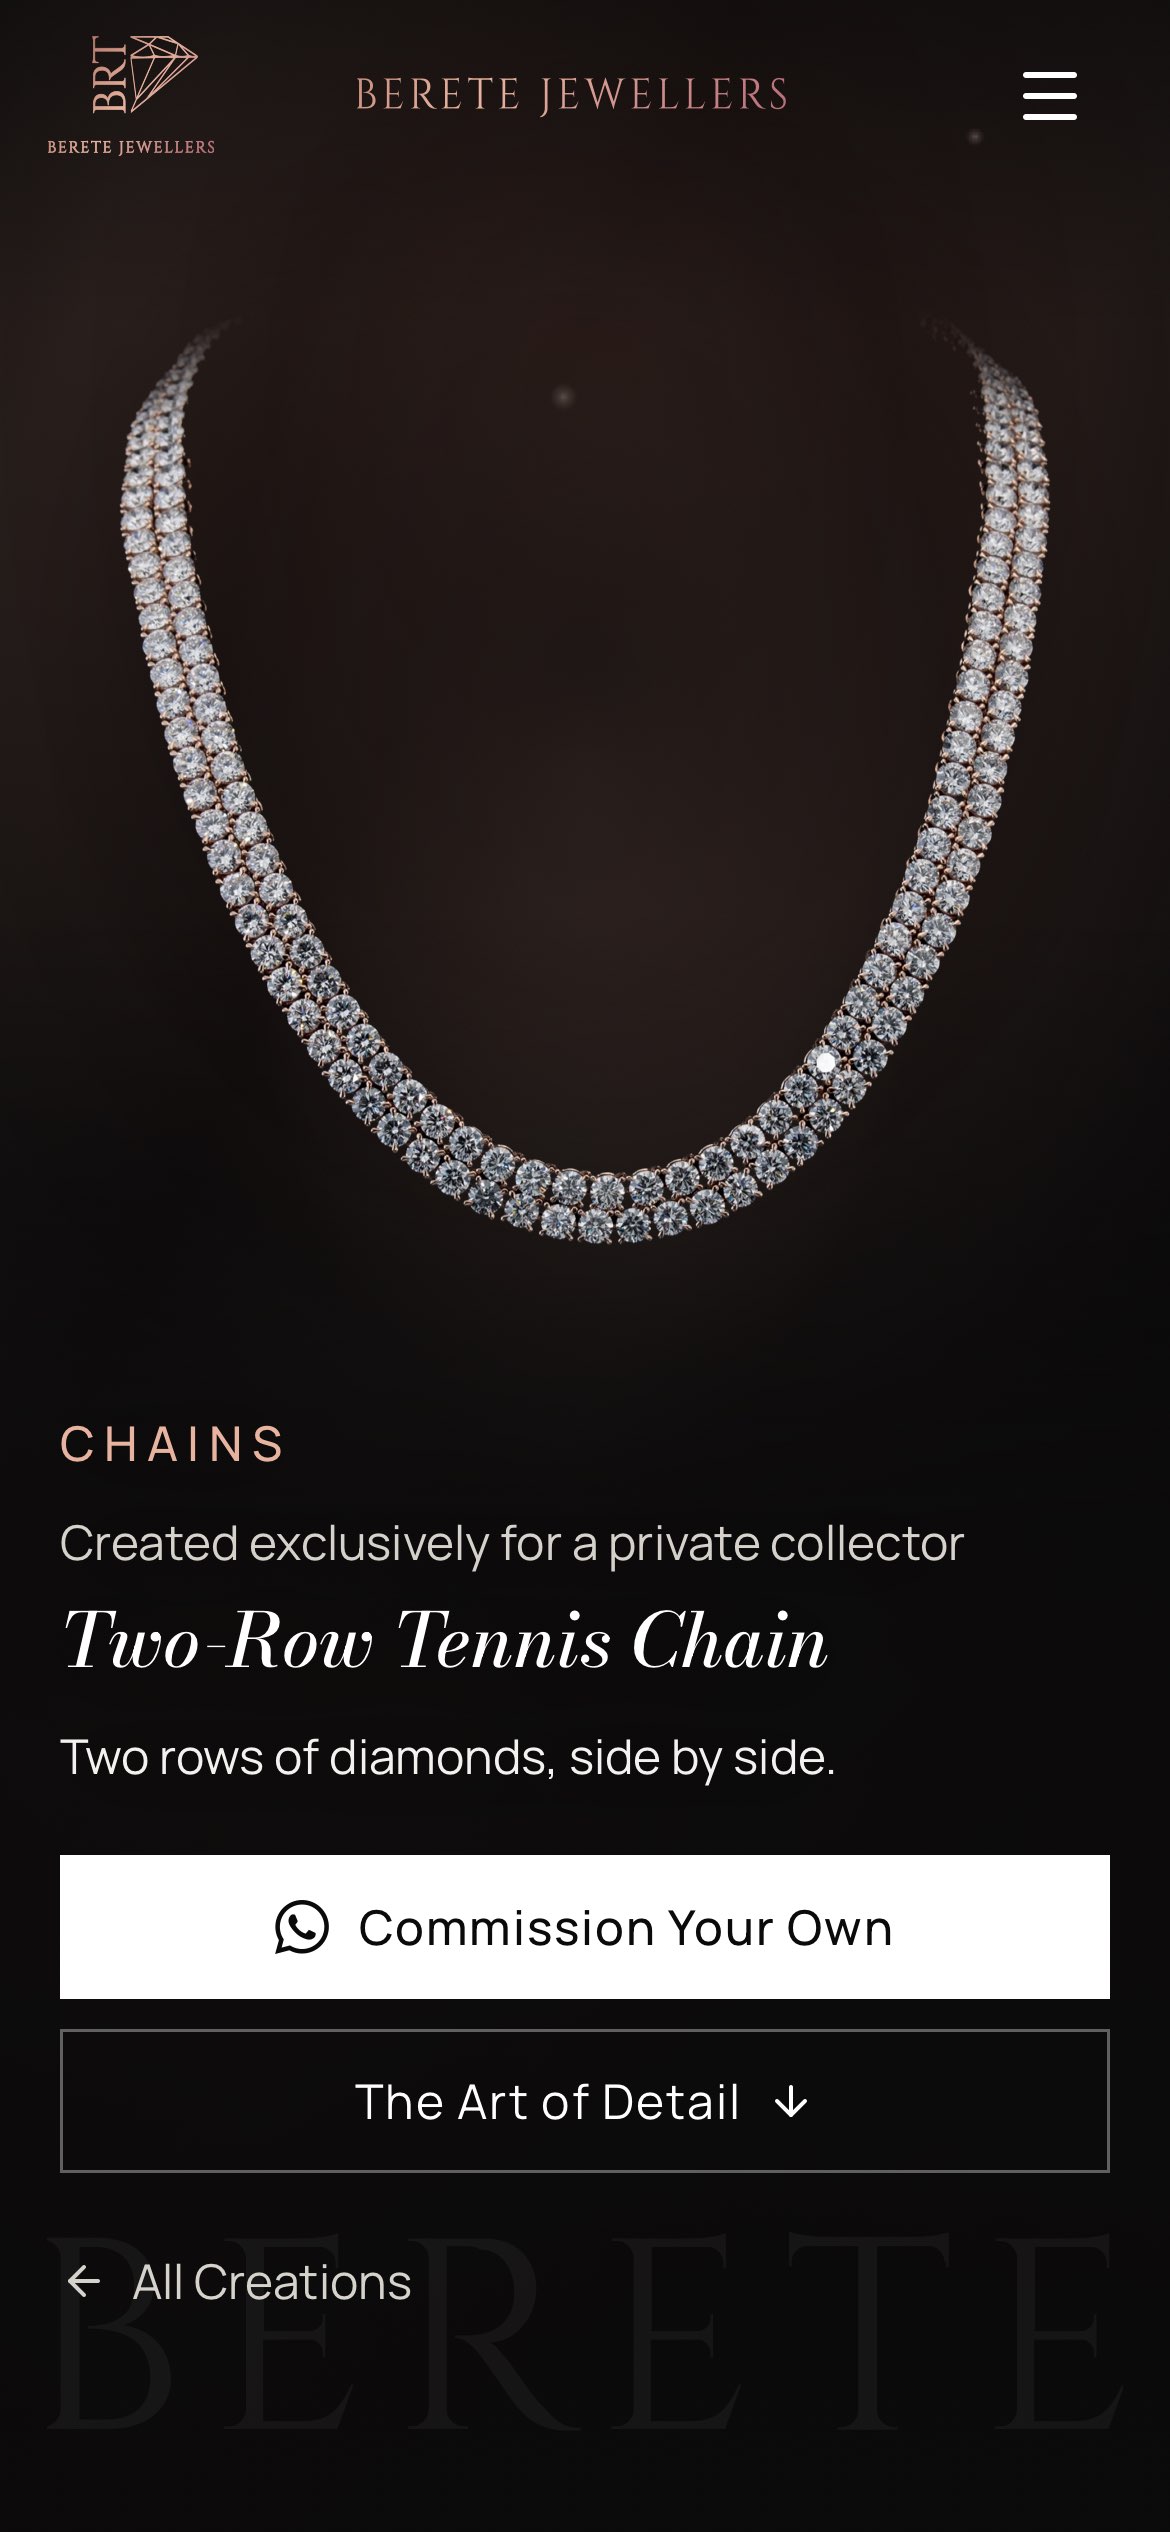 BRT
BERETE JEWELLERS
BERETE JEWELLERS
CHAINS
Created exclusively for a private collector
Two-Row Tennis Chain
Two rows of diamonds, side by side.
Commission Your Own
The Art of Detail ↓
← All Creations
BERETE